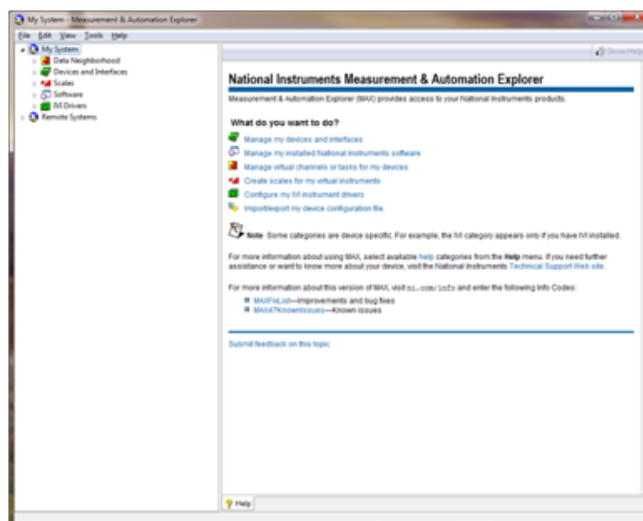 My System - Measurement & Automation Explorer
File Edit View Tools Help
My System
Data Neighborhood
Devices and Interfaces
Scales
Software
IVI Drivers
Remote Systems
Show Help
National Instruments Measurement & Automation Explorer
Measurement & Automation Explorer (MAX) provides access to your National Instruments products.
What do you want to do?
Manage my devices and interfaces
Manage my installed National Instruments software
Manage virtual channels or tasks for my devices
Create scales for my virtual instruments
Configure my IVI instrument drivers
Import/export my device configuration file.
Note Some categories are device specific. For example, the IVI category appears only if you have IVI installed.
For more information about using MAX, select available help categories from the Help menu. If you need further
assistance or want to know more about your device, visit the National Instruments Technical Support Web site.
For more information about this version of MAX, visit ni.com/info and enter the following Info Codes:
MAXFixList—Improvements and bug fixes
MAX47KnownIssues—Known issues
Submit feedback on this topic
Help